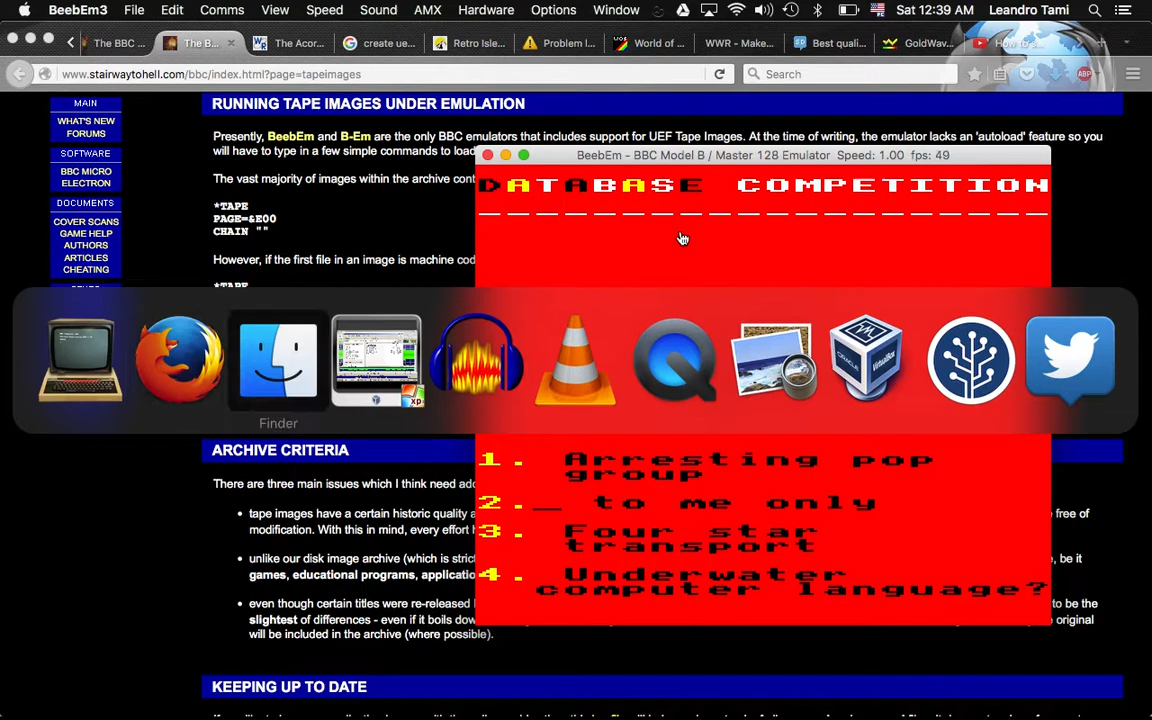 BeebEm3 File Edit Comms View Speed Sound AMX Hardware Options Window Sat 12:39 AM Leandro Tami
The BBC ... The B... The Acor... create ue... Retro Isle... Problem l... World of ... WWR - Make... Best quali... GoldWav...
www.stairwaytohell.com/bbc/index.html?page=tapeimages Search ABP
MAIN
WHAT'S NEW
FORUMS
SOFTWARE
BBC MICRO
ELECTRON
DOCUMENTS
COVER SCANS
GAME HELP
AUTHORS
ARTICLES
CHEATING
RUNNING TAPE IMAGES UNDER EMULATION
Presently, BeebEm and B-Em are the only BBC emulators that includes support for UEF Tape Images. At the time of writing, the emulator lacks an 'autoload' feature so you
will have to type in a few simple commands to load
The vast majority of images within the archive cont
*TAPE
PAGE=&E00
CHAIN ""
However, if the first file in an image is machine cod
*TAPE
BeebEm - BBC Model B / Master 128 Emulator Speed: 1.00 fps: 49
DATABASE COMPETITION
xp
Finder
1. Arresting pop
group
2.__ to me only
3. Four star
transport
4. Underwater
computer language?
ARCHIVE CRITERIA
There are three main issues which I think need add
tape images have a certain historic quality a
free of
modification. With this in mind, every effort h
unlike our disk image archive (which is strict
, be it
games, educational programs, applicatio
even though certain titles were re-released
to be the
slightest of differences - even if it boils dow
original
will be included in the archive (where possible).
KEEPING UP TO DATE